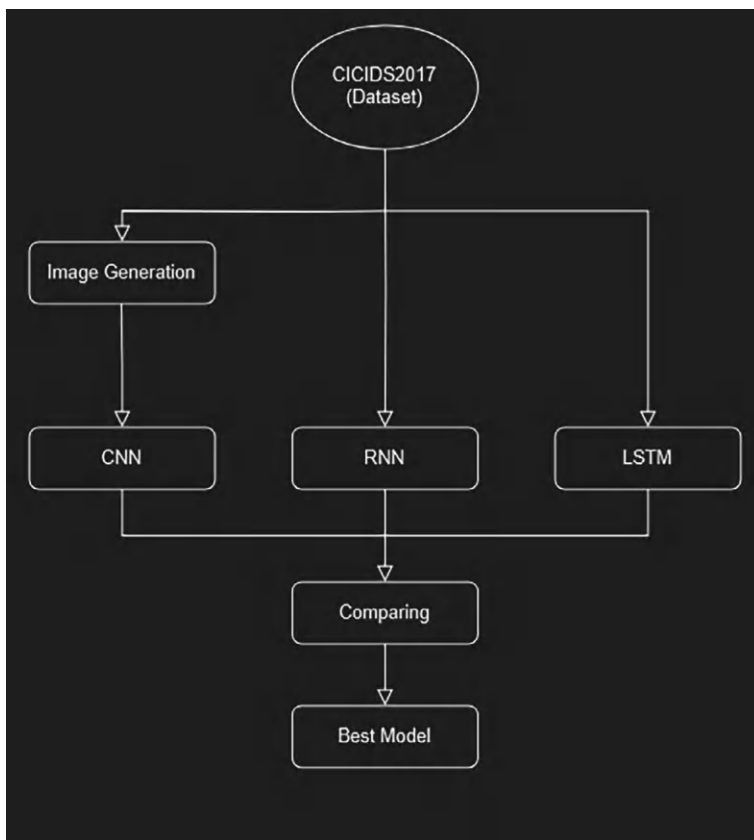 CICIDS2017
(Dataset)
Image Generation
CNN
RNN
LSTM
Comparing
Best Model